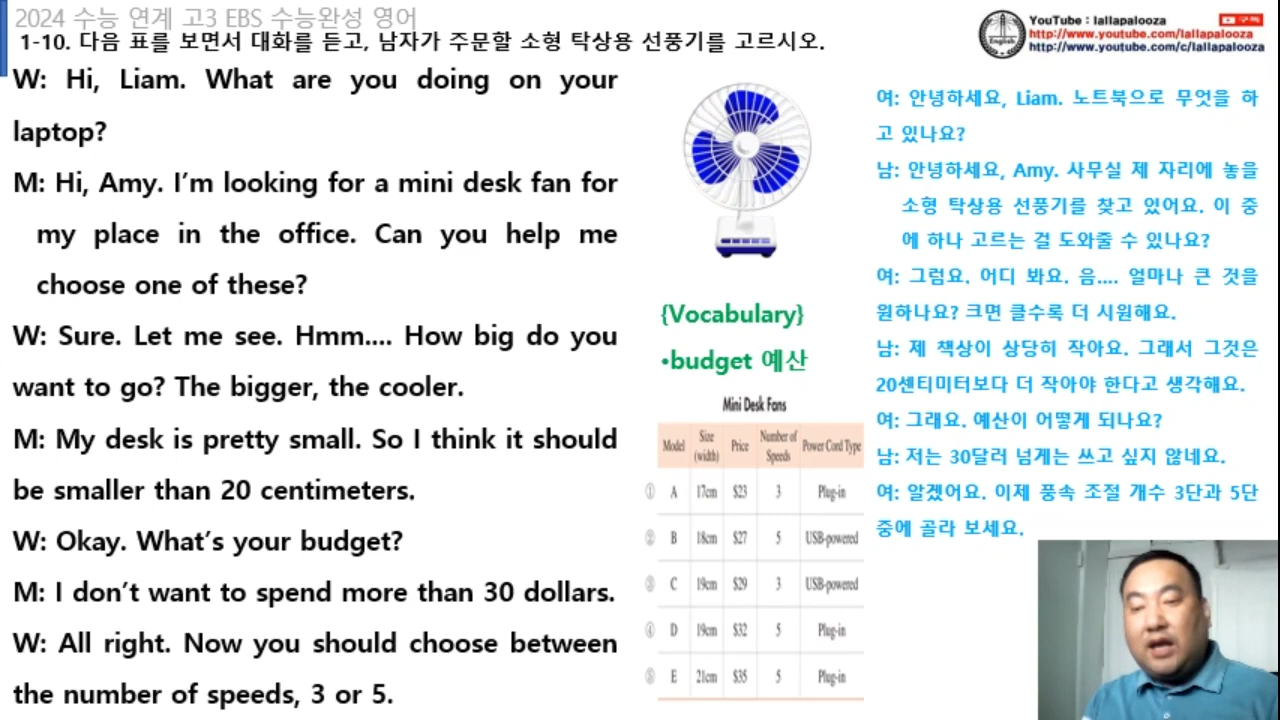 2024 수능 연계 고3 EBS 수능완성 영어
1-10. 다음 표를 보면서 대화를 듣고, 남자가 주문할 소형 탁상용 선풍기를 고르시오.
English
YouTube : lallapalooza
구독
http://www.youtube.com/lallapalooza
http://www.youtube.com/c/lallapalooza
W: Hi, Liam. What are you doing on your
laptop?
M: Hi, Amy. I’m looking for a mini desk fan for
my place in the office. Can you help me
choose one of these?
W: Sure. Let me see. Hmm.... How big do you
want to go? The bigger, the cooler.
M: My desk is pretty small. So I think it should
be smaller than 20 centimeters.
W: Okay. What’s your budget?
M: I don’t want to spend more than 30 dollars.
W: All right. Now you should choose between
the number of speeds, 3 or 5.
{Vocabulary}
•budget 예산
Mini Desk Fans
Model Size (width) Price Number of Speeds Power Cord Type
① A 17cm $23 3 Plug-in
② B 18cm $27 5 USB-powered
③ C 19cm $29 3 USB-powered
④ D 19cm $32 5 Plug-in
⑤ E 21cm $35 5 Plug-in
여: 안녕하세요, Liam. 노트북으로 무엇을 하
고 있나요?
남: 안녕하세요, Amy. 사무실 제 자리에 놓을
소형 탁상용 선풍기를 찾고 있어요. 이 중
에 하나 고르는 걸 도와줄 수 있나요?
여: 그럼요. 어디 봐요. 음.... 얼마나 큰 것을
원하나요? 크면 클수록 더 시원해요.
남: 제 책상이 상당히 작아요. 그래서 그것은
20센티미터보다 더 작아야 한다고 생각해요.
여: 그래요. 예산이 어떻게 되나요?
남: 저는 30달러 넘게는 쓰고 싶지 않네요.
여: 알겠어요. 이제 풍속 조절 개수 3단과 5단
중에 골라 보세요.